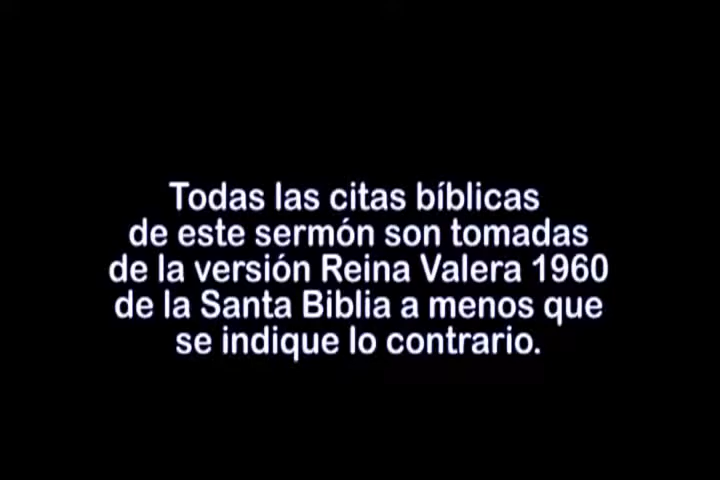 Todas las citas bíblicas
de este sermón son tomadas
de la versión Reina Valera 1960
de la Santa Biblia a menos que
se indique lo contrario.